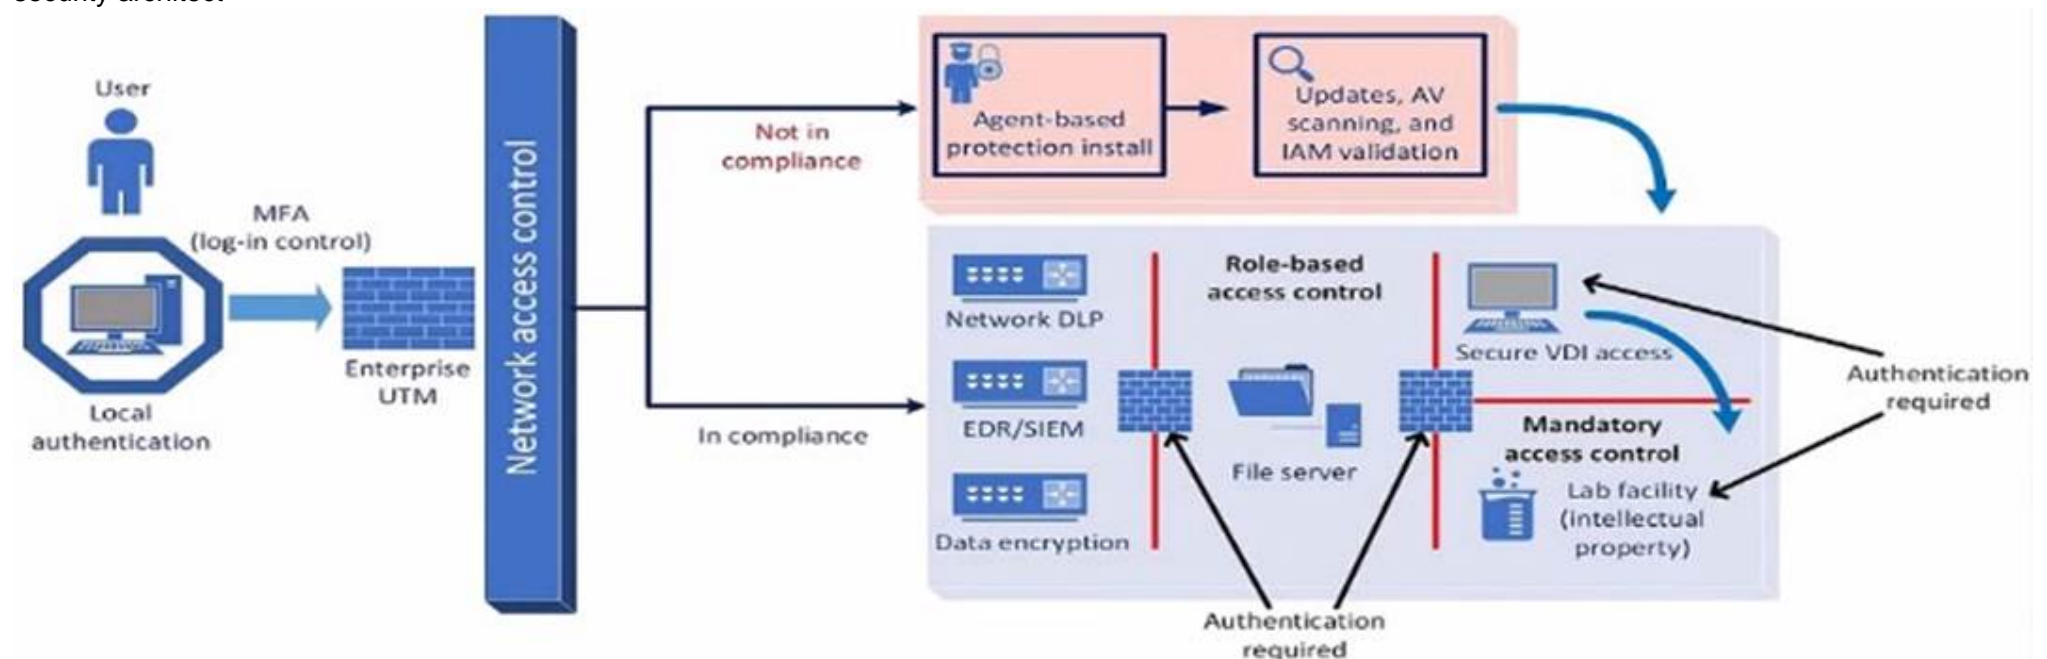 security architect
User
MFA
(log-in control)
Enterprise
UTM
Local
authentication
Network access control
Not in
compliance
In compliance
Agent-based
protection install
Updates, AV
scanning, and
IAM validation
Network DLP
EDR/SIEM
Data encryption
Role-based
access control
File server
Secure VDI access
Mandatory
access control
Lab facility
(intellectual
property)
Authentication
required
Authentication
required